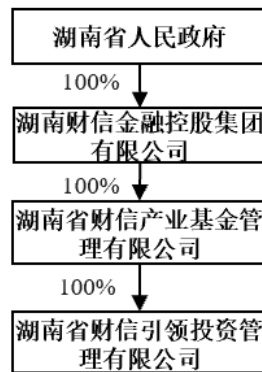 湖南省人民政府
100%
湖南财信金融控股集团
有限公司
100%
湖南省财信产业基金管
理有限公司
100%
湖南省财信引领投资管
理有限公司